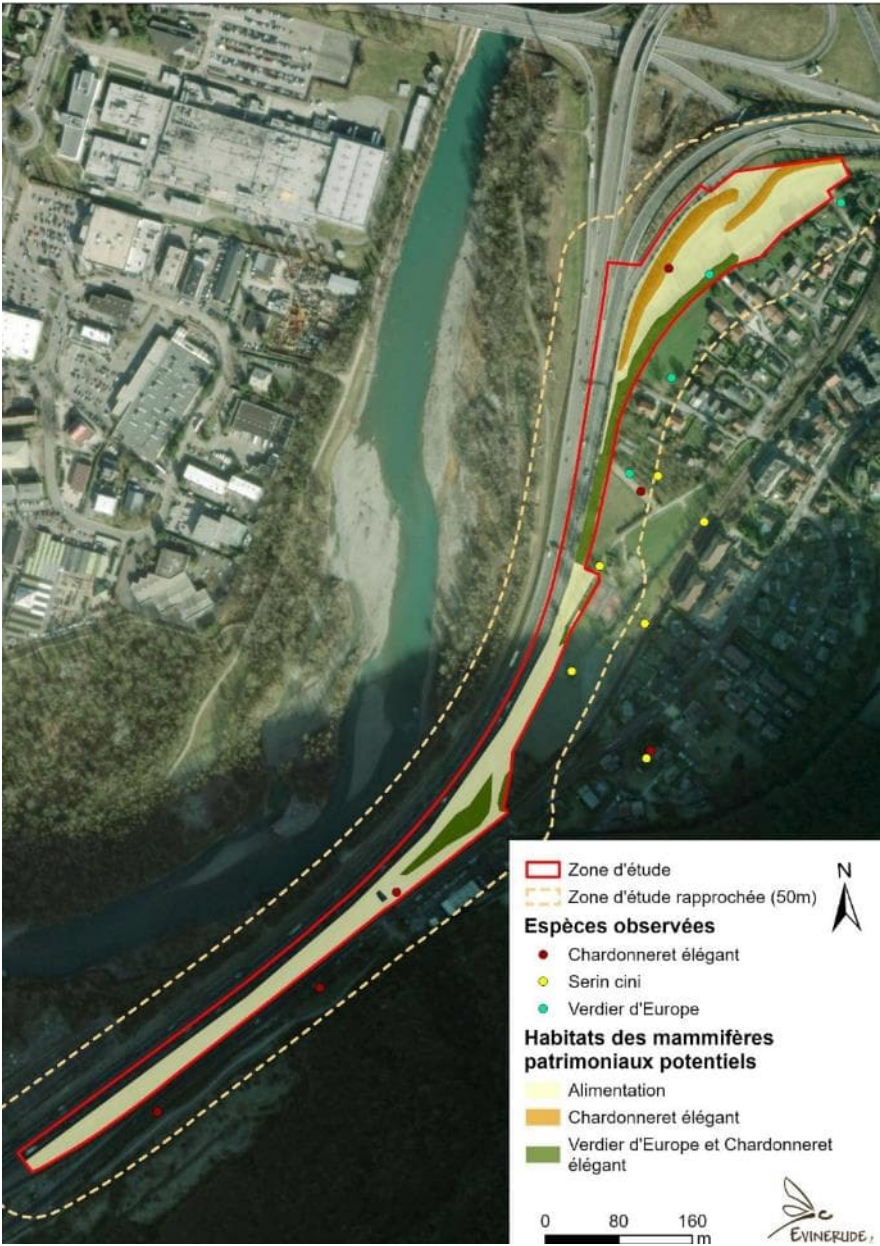 Zone d'étude
Zone d'étude rapprochée (50m)
N
Espèces observées
Chardonneret élégant
Serin cini
Verdier d'Europe
Habitats des mammifères
patrimoniaux potentiels
Alimentation
Chardonneret élégant
Verdier d'Europe et Chardonneret
élégant
0 80 160
m
EVINERUDE